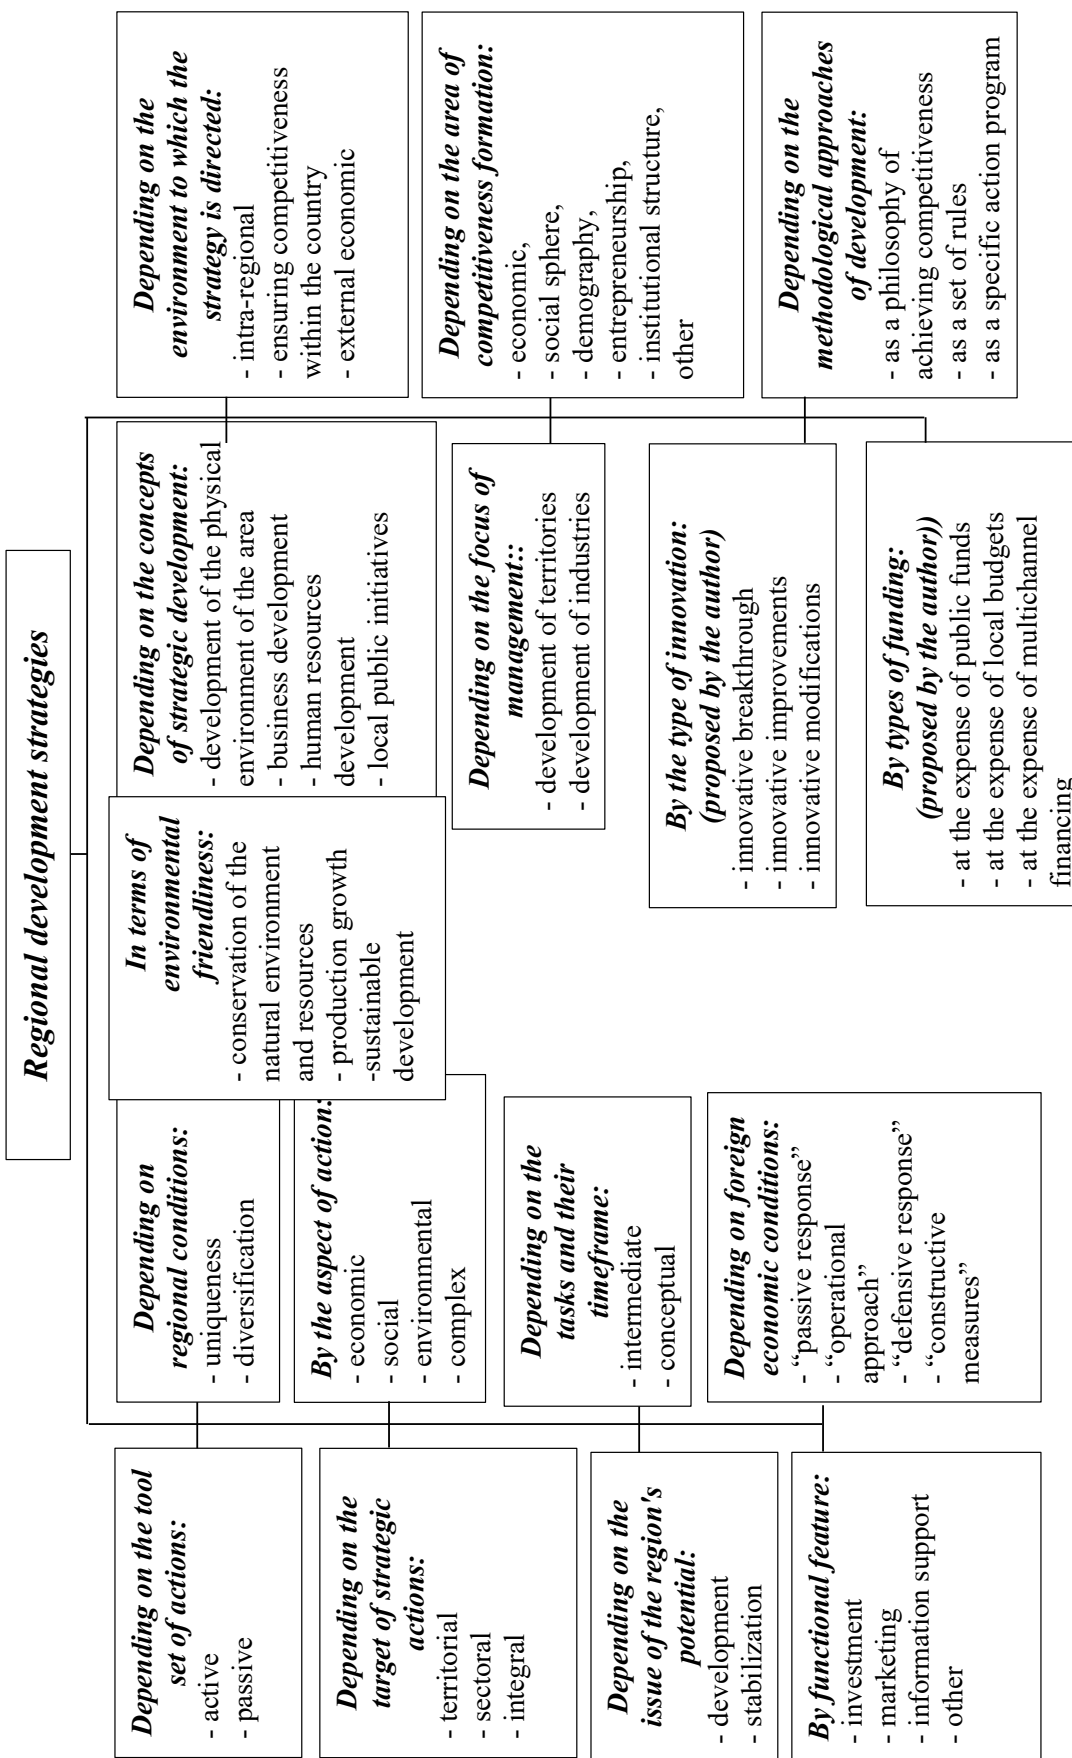 Regional development strategies
Depending on the tool
set of actions:
- active
- passive
Depending on the
target of strategic
actions:
- territorial
- sectoral
- integral
Depending on the
issue of the region's
potential:
- development
- stabilization
By functional feature:
- investment
- marketing
- information support
- other
Depending on
regional conditions:
- uniqueness
- diversification
By the aspect of action:
- economic
- social
- environmental
- complex
Depending on the
tasks and their
timeframe:
- intermediate
- conceptual
Depending on foreign
economic conditions:
- “passive response”
- “operational
approach”
- “defensive response”
- “constructive
measures”
In terms of
environmental
friendliness:
- conservation of the
natural environment
and resources
- production growth
-sustainable
development
Depending on the concepts
of strategic development:
- development of the physical
environment of the area
- business development
- human resources
development
- local public initiatives
Depending on the focus of
management::
- development of territories
- development of industries
By the type of innovation:
(proposed by the author)
- innovative breakthrough
- innovative improvements
- innovative modifications
By types of funding:
(proposed by the author))
- at the expense of public funds
- at the expense of local budgets
- at the expense of multichannel
financing
Depending on the
environment to which the
strategy is directed:
- intra-regional
- ensuring competitiveness
within the country
- external economic
Depending on the area of
competitiveness formation:
- economic,
- social sphere,
- demography,
- entrepreneurship,
- institutional structure,
other
Depending on the
methodological approaches
of development:
- as a philosophy of
achieving competitiveness
- as a set of rules
- as a specific action program